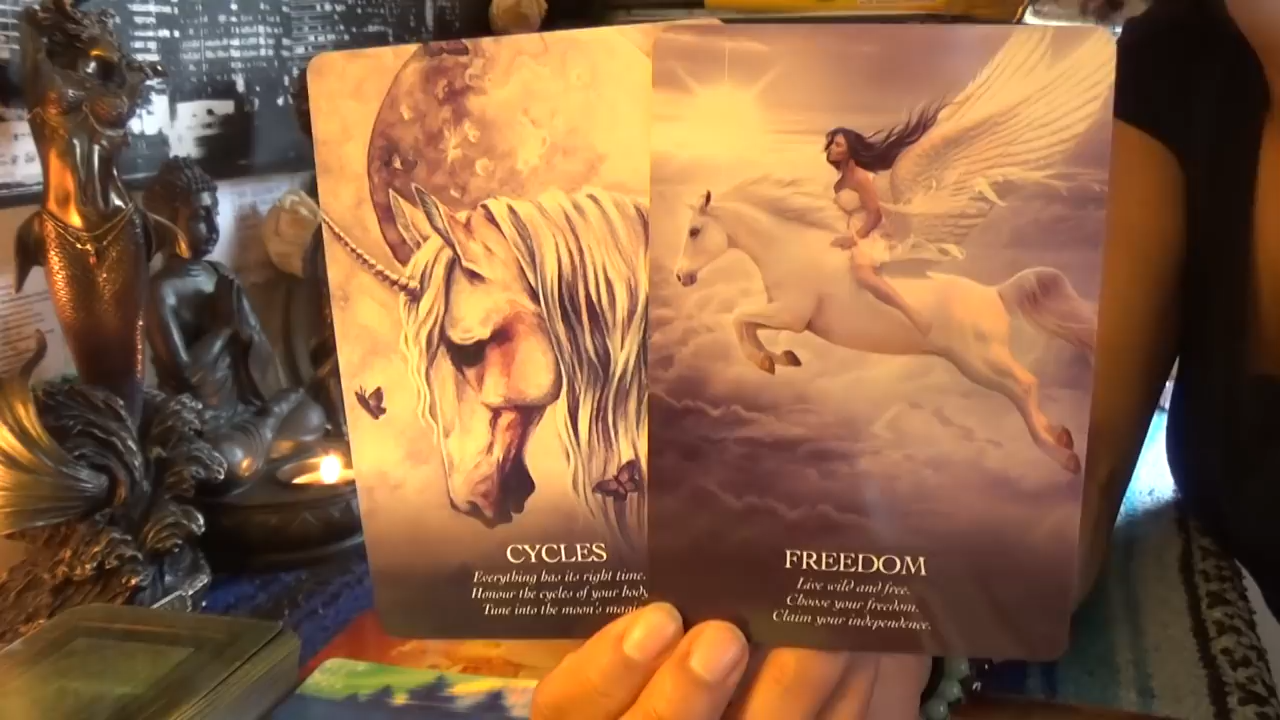 CYCLES
Everything has its right time.
Honour the cycles of your body
Tune into the moon's magic
FREEDOM
Live wild and free.
Choose your freedom.
Claim your independence.